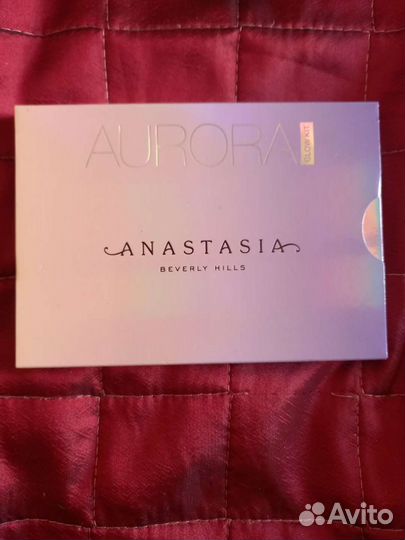 AURORA
GLOW KIT
ANASTASIA
BEVERLY HILLS
Avito